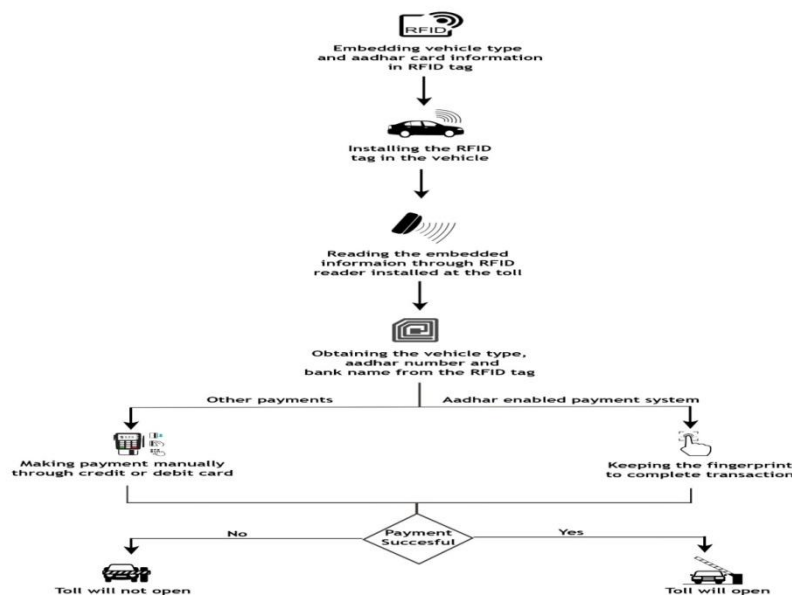 RFID
Embedding vehicle type
and aadhar card information
in RFID tag
Installing the RFID
tag in the vehicle
Reading the embedded
informaion through RFID
reader installed at the toll
Obtaining the vehicle type,
aadhar number and
bank name from the RFID tag
Other payments
Aadhar enabled payment system
Making payment manually
through credit or debit card
Keeping the fingerprint
to complete transaction
No
Payment
Succesful
Yes
Toll will not open
Toll will open